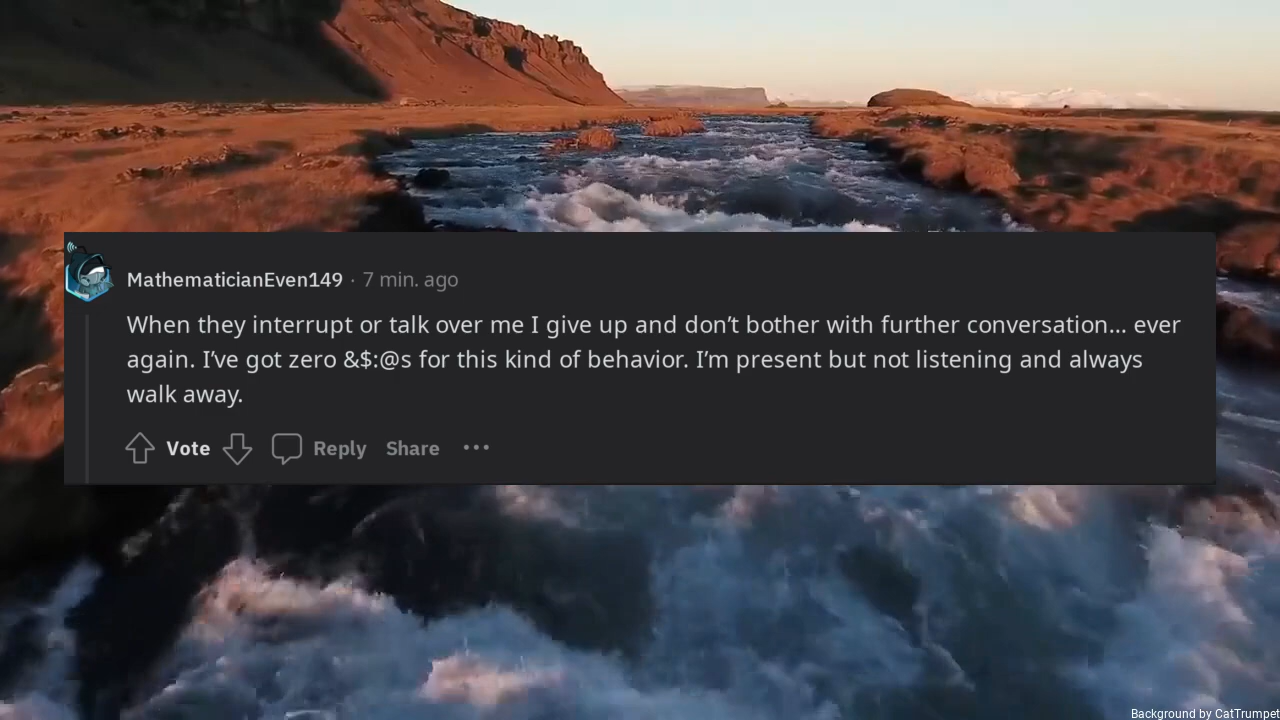 MathematicianEven149 · 7 min. ago
When they interrupt or talk over me I give up and don’t bother with further conversation... ever
again. I’ve got zero &$:@s for this kind of behavior. I’m present but not listening and always
walk away.
Vote Reply Share ···
Background by CatTrumpet